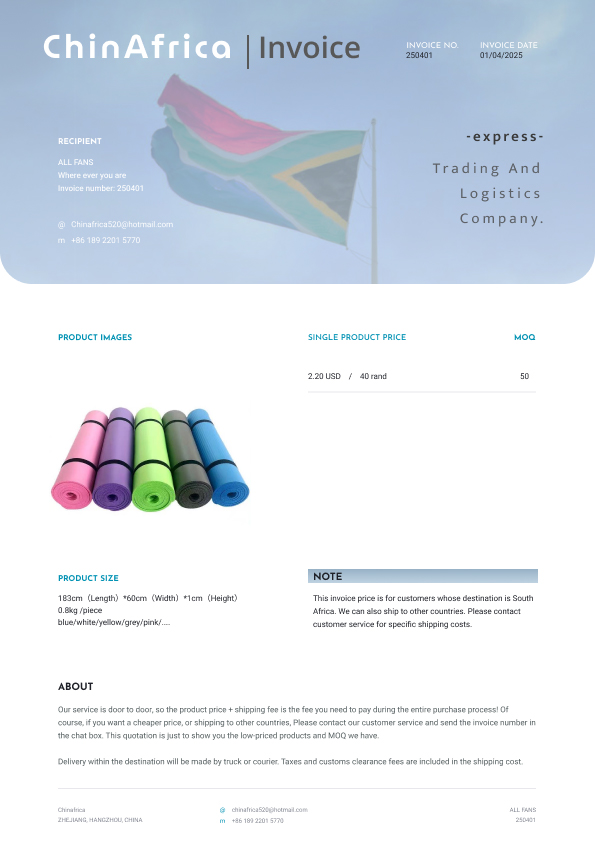 ChinAfrica | Invoice
INVOICE NO. INVOICE DATE
250401 01/04/2025
RECIPIENT
ALL FANS
Where ever you are
Invoice number: 250401
@ Chinafrica520@hotmail.com
m +86 189 2201 5770
-express-
Trading And
Logistics
Company.
PRODUCT IMAGES
SINGLE PRODUCT PRICE MOQ
2.20 USD / 40 rand 50
PRODUCT SIZE
183cm（Length）*60cm（Width）*1cm（Height）
0.8kg /piece
blue/white/yellow/grey/pink/....
NOTE
This invoice price is for customers whose destination is South
Africa. We can also ship to other countries. Please contact
customer service for specific shipping costs.
ABOUT
Our service is door to door, so the product price + shipping fee is the fee you need to pay during the entire purchase process! Of
course, if you want a cheaper price, or shipping to other countries, Please contact our customer service and send the invoice number in
the chat box. This quotation is just to show you the low-priced products and MOQ we have.
Delivery within the destination will be made by truck or courier. Taxes and customs clearance fees are included in the shipping cost.
Chinafrica
ZHEJIANG, HANGZHOU, CHINA
@ chinafrica520@hotmail.com
m +86 189 2201 5770
ALL FANS
250401